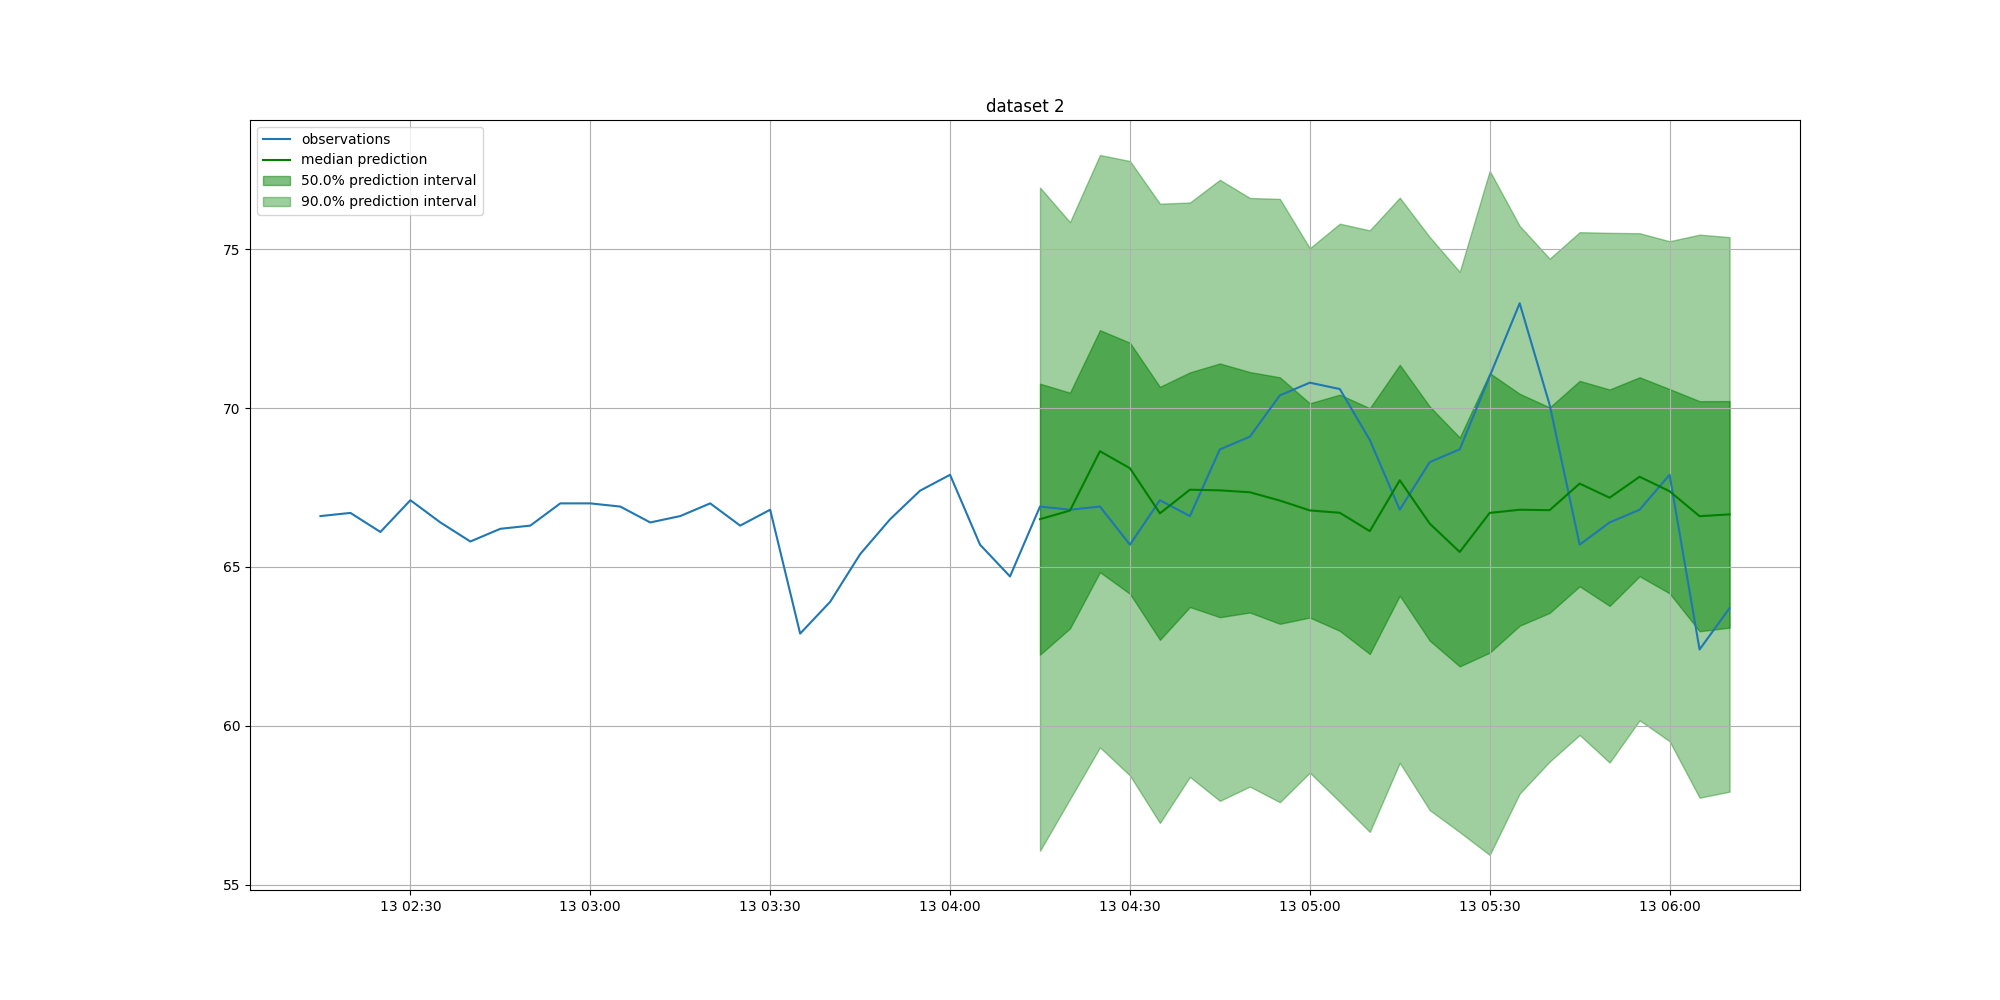 dataset 2
observations
median prediction
50.0% prediction interval
90.0% prediction interval
75
70
65
60
55
13 02:30 13 03:00 13 03:30 13 04:00 13 04:30 13 05:00 13 05:30 13 06:00